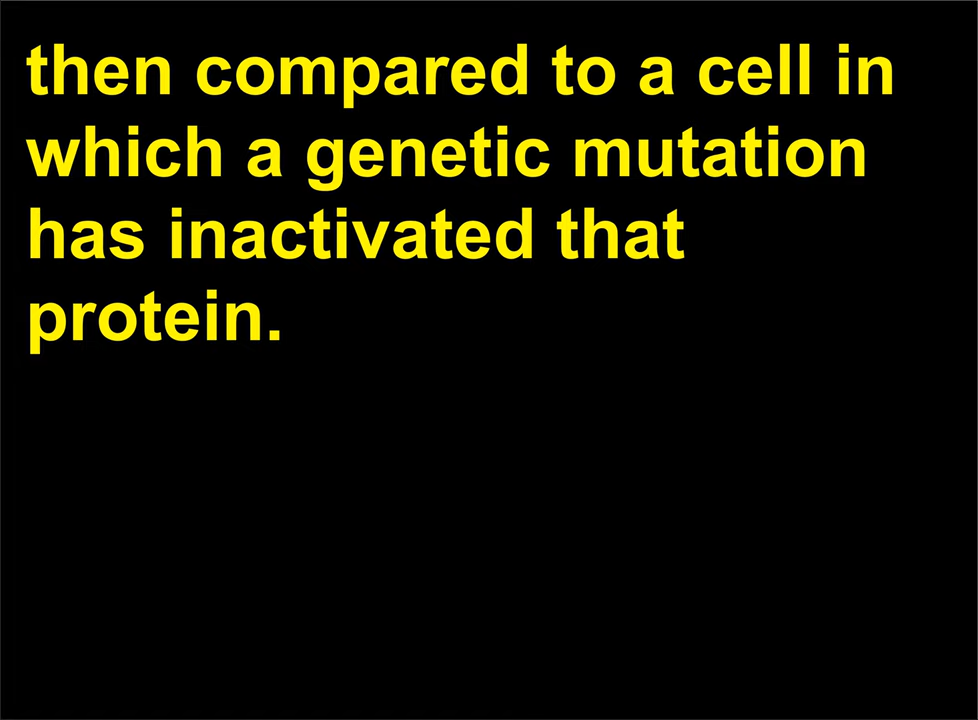 then compared to a cell in
which a genetic mutation
has inactivated that
protein.